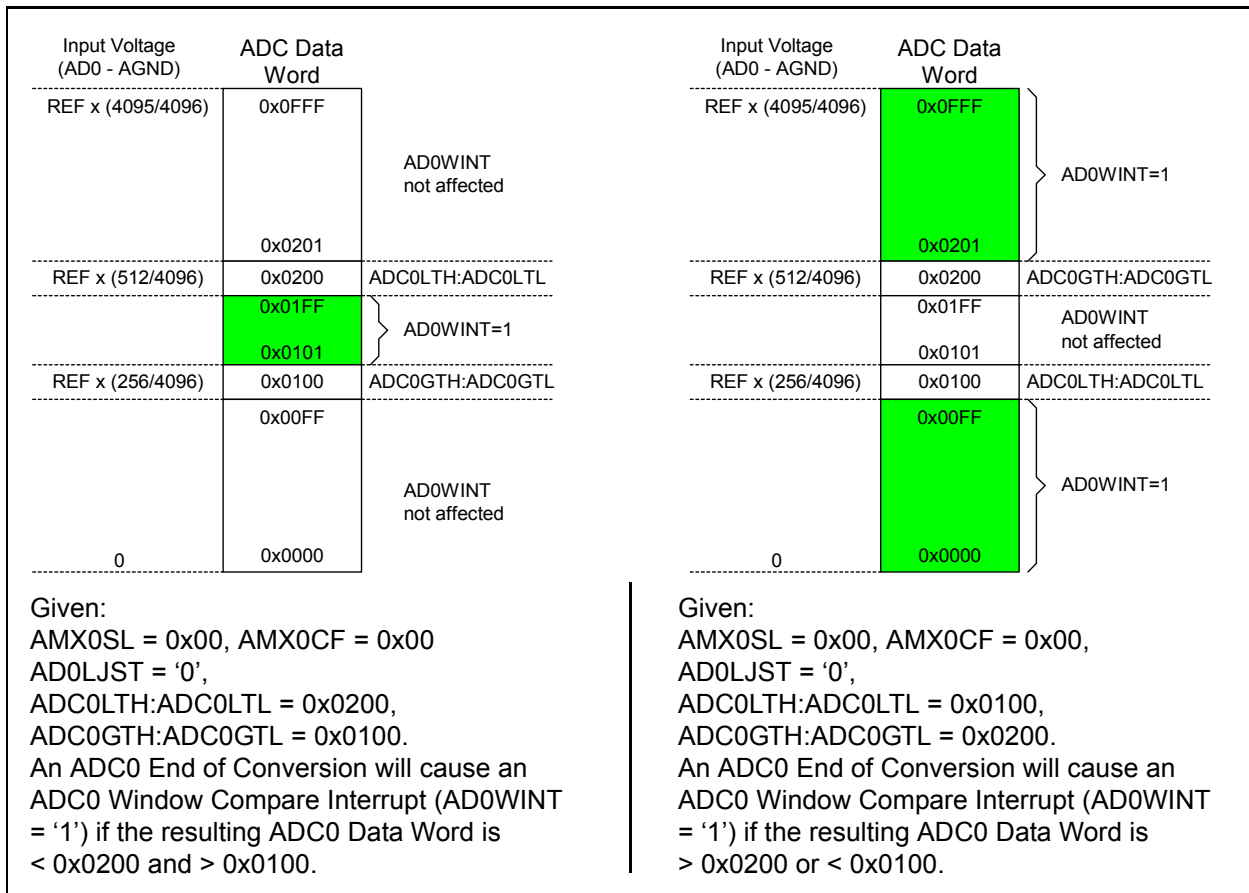 Input Voltage
(AD0 - AGND)
ADC Data
Word
REF x (4095/4096)
0x0FFF
AD0WINT
not affected
0x0201
REF x (512/4096)
0x0200
ADC0LTH:ADC0LTL
0x01FF
AD0WINT=1
0x0101
REF x (256/4096)
0x0100
ADC0GTH:ADC0GTL
0x00FF
AD0WINT
not affected
0
0x0000
Given:
AMX0SL = 0x00, AMX0CF = 0x00
AD0LJST = ‘0’,
ADC0LTH:ADC0LTL = 0x0200,
ADC0GTH:ADC0GTL = 0x0100.
An ADC0 End of Conversion will cause an
ADC0 Window Compare Interrupt (AD0WINT
= ‘1’) if the resulting ADC0 Data Word is
< 0x0200 and > 0x0100.
Input Voltage
(AD0 - AGND)
ADC Data
Word
REF x (4095/4096)
0x0FFF
AD0WINT=1
0x0201
REF x (512/4096)
0x0200
ADC0GTH:ADC0GTL
0x01FF
AD0WINT
not affected
0x0101
REF x (256/4096)
0x0100
ADC0LTH:ADC0LTL
0x00FF
AD0WINT=1
0
0x0000
Given:
AMX0SL = 0x00, AMX0CF = 0x00,
AD0LJST = ‘0’,
ADC0LTH:ADC0LTL = 0x0100,
ADC0GTH:ADC0GTL = 0x0200.
An ADC0 End of Conversion will cause an
ADC0 Window Compare Interrupt (AD0WINT
= ‘1’) if the resulting ADC0 Data Word is
> 0x0200 or < 0x0100.